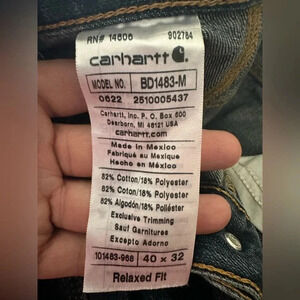 RN# 14806 902784
carhartt
MODEL NO. BD1483-M
0622 2510005437
Carhartt, Inc. P.O. Box 600
Dearborn, MI 48121 USA
carhartt.com
Made in Mexico
Fabriqué au Mexique
Hecho en México
82% Cotton/18% Polyester
82% Coton/18% Polyester
82% Algodón/18% Poliéster
Exclusive Trimming
Sauf Garnitures
Excepto Adorno
101483-968 40 x 32
Relaxed Fit